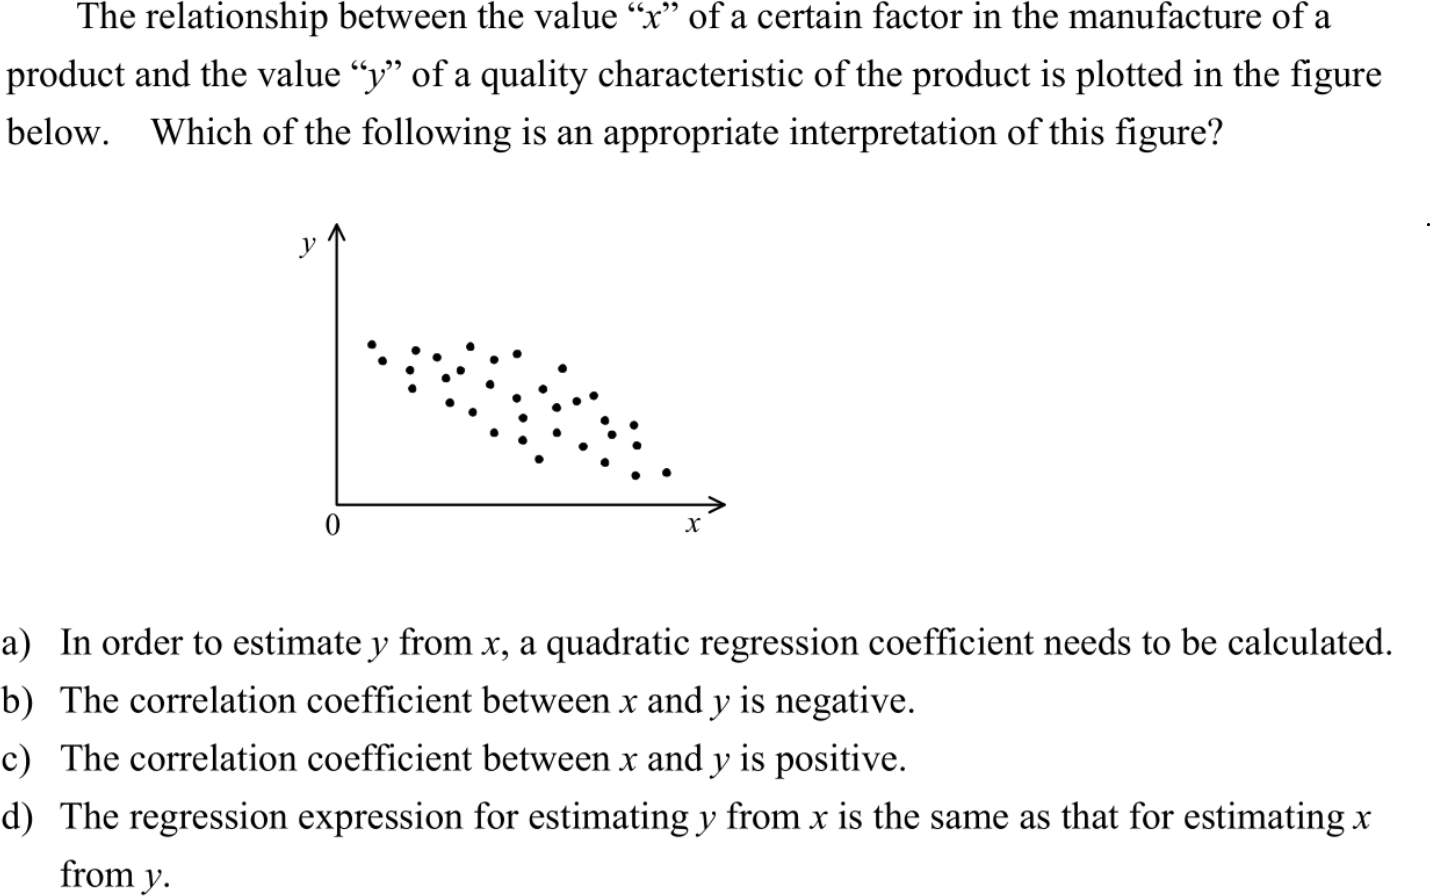 The relationship between the value “x” of a certain factor in the manufacture of a
product and the value “y” of a quality characteristic of the product is plotted in the figure
below. Which of the following is an appropriate interpretation of this figure?
y
0
x
a) In order to estimate y from x, a quadratic regression coefficient needs to be calculated.
b) The correlation coefficient between x and y is negative.
c) The correlation coefficient between x and y is positive.
d) The regression expression for estimating y from x is the same as that for estimating x
from y.